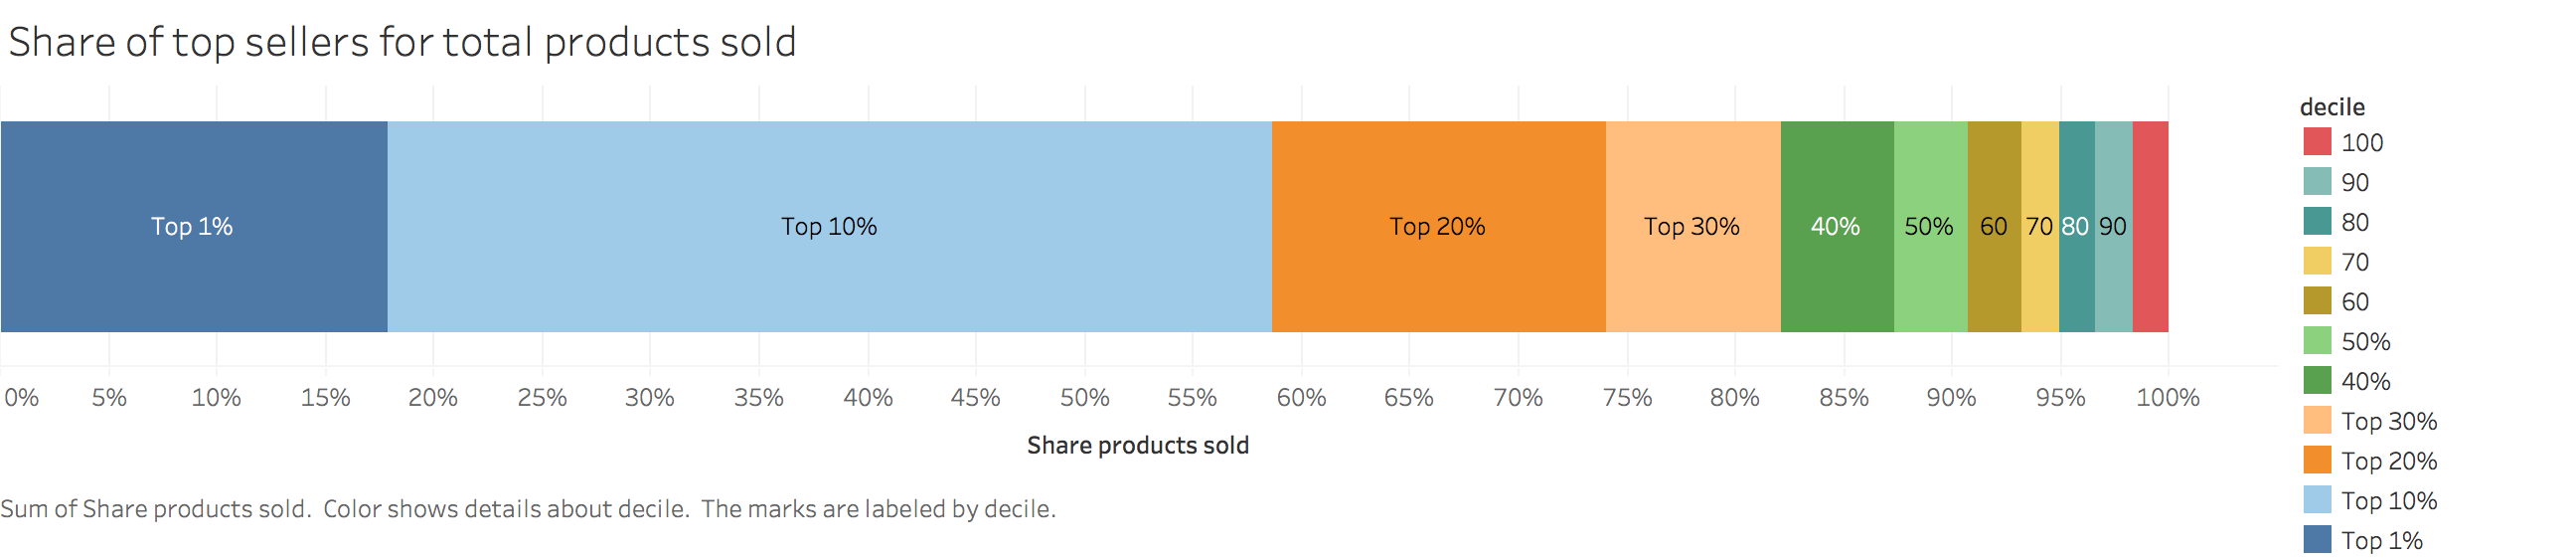 Share of top sellers for total products sold
Top 1% Top 10% Top 20% Top 30% 40% 50% 60 70 80 90
0% 5% 10% 15% 20% 25% 30% 35% 40% 45% 50% 55% 60% 65% 70% 75% 80% 85% 90% 95% 100%
Share products sold
Sum of Share products sold. Color shows details about decile. The marks are labeled by decile.
decile
100
90
80
70
60
50%
40%
Top 30%
Top 20%
Top 10%
Top 1%